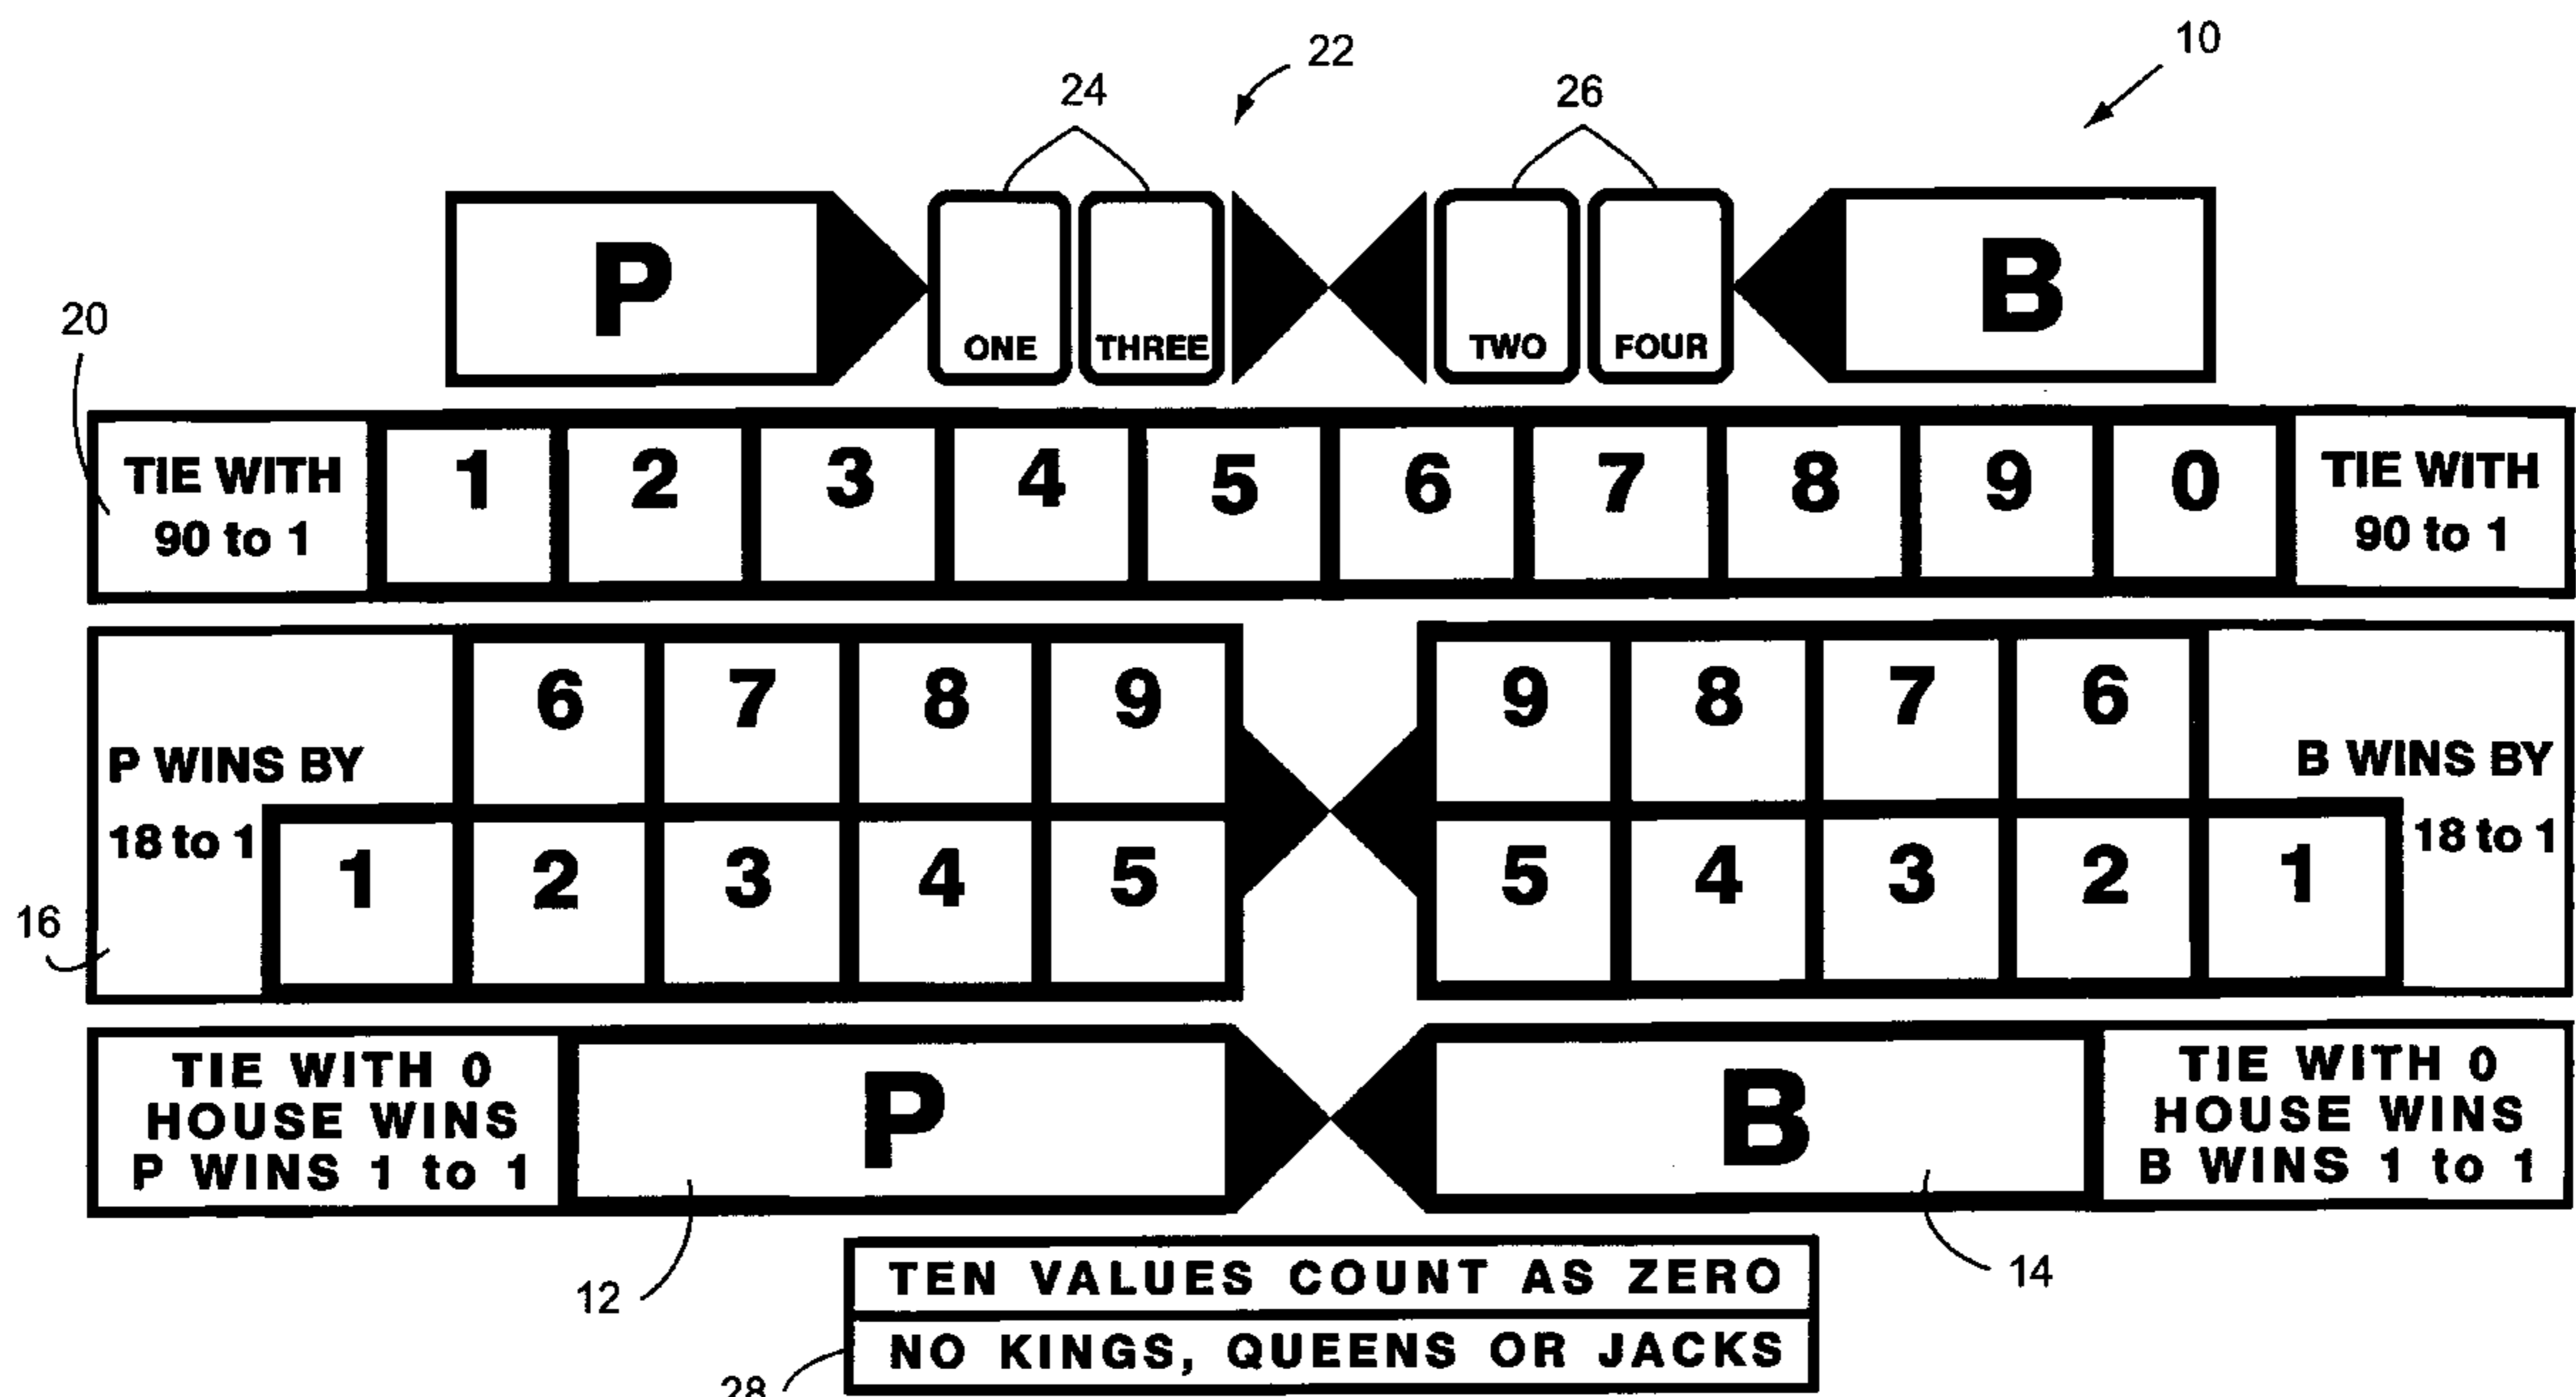 10
22
24
26
P
B
ONE
THREE
TWO
FOUR
20
TIE WITH
90 to 1
1
2
3
4
5
6
7
8
9
0
TIE WITH
90 to 1
P WINS BY
18 to 1
6
7
8
9
1
2
3
4
5
9
8
7
6
5
4
3
2
1
B WINS BY
18 to 1
16
TIE WITH 0
HOUSE WINS
P WINS 1 to 1
P
B
TIE WITH 0
HOUSE WINS
B WINS 1 to 1
12
14
TEN VALUES COUNT AS ZERO
NO KINGS, QUEENS OR JACKS
28